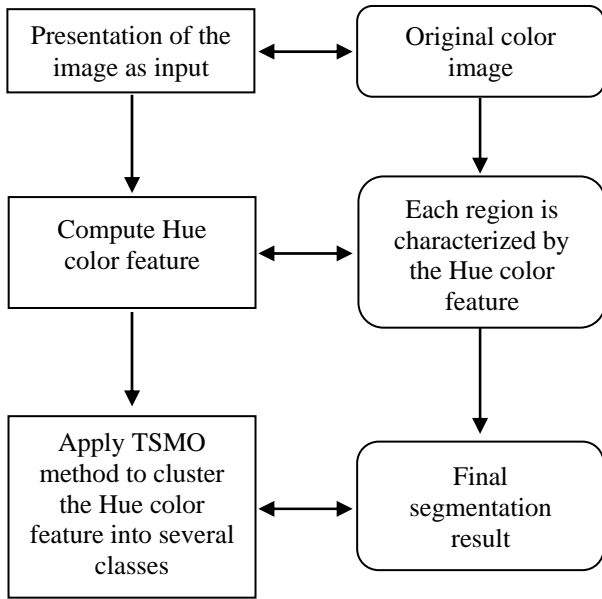 Presentation of the
image as input
Original color
image
Compute Hue
color feature
Each region is
characterized by
the Hue color
feature
Apply TSMO
method to cluster
the Hue color
feature into several
classes
Final
segmentation
result